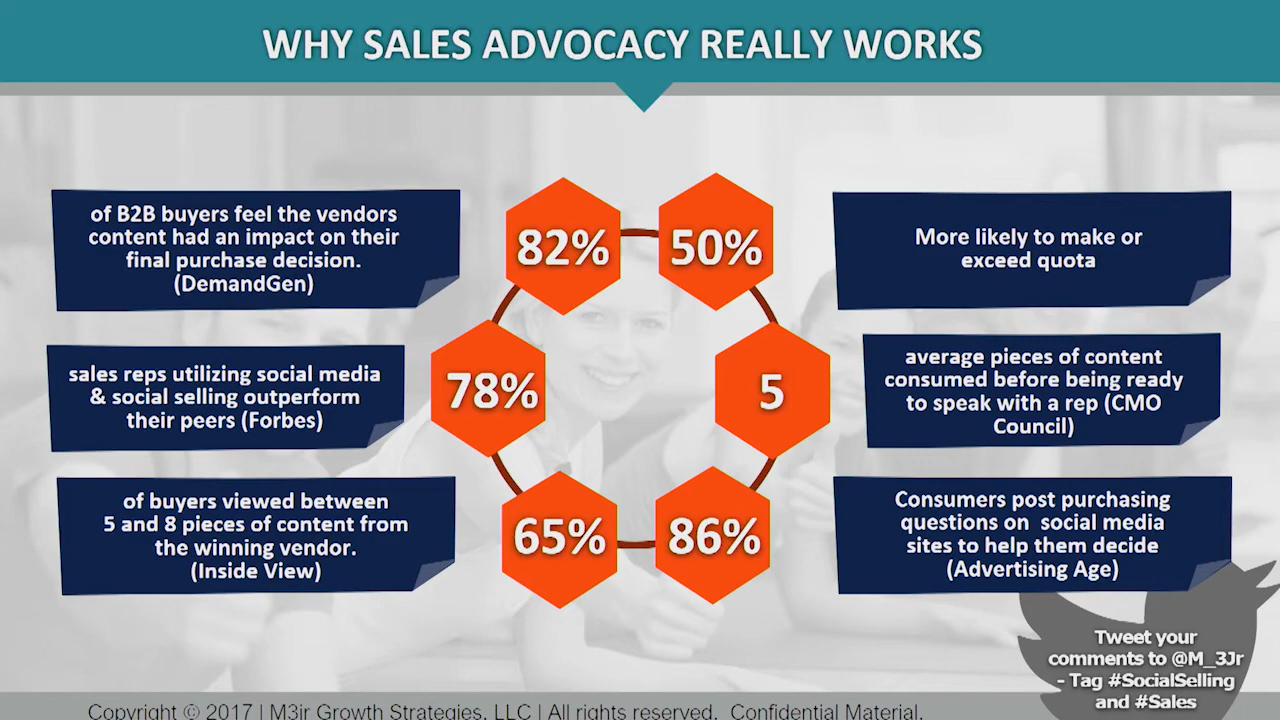 WHY SALES ADVOCACY REALLY WORKS
of B2B buyers feel the vendors
content had an impact on their
final purchase decision.
(DemandGen)
82%
50%
More likely to make or
exceed quota
sales reps utilizing social media
& social selling outperform
their peers (Forbes)
78%
5
average pieces of content
consumed before being ready
to speak with a rep (CMO
Council)
of buyers viewed between
5 and 8 pieces of content from
the winning vendor.
(Inside View)
65%
86%
Consumers post purchasing
questions on social media
sites to help them decide
(Advertising Age)
Tweet your
comments to @M_3Jr
- Tag #SocialSelling
and #Sales
Copyright © 2017 | M3jr Growth Strategies, LLC | All rights reserved. Confidential Material.